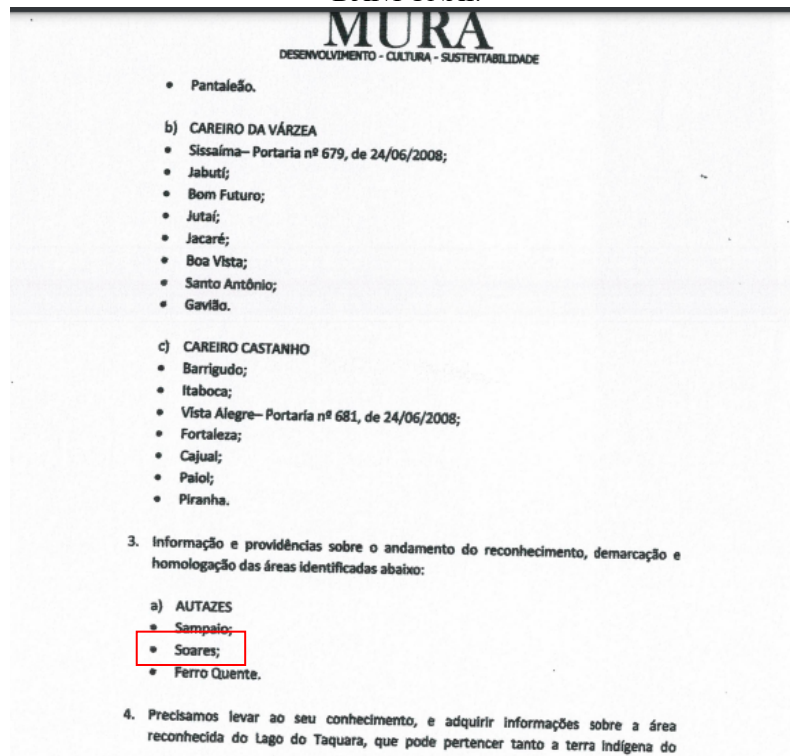 MURA
DESENVOLVIMENTO - CULTURA - SUSTENTABILIDADE
• Pantaleão.
b) CAREIRO DA VÁRZEA
• Sissaíma– Portaria nº 679, de 24/06/2008;
• Jabutí;
• Bom Futuro;
• Jutaí;
• Jacaré;
• Boa Vista;
• Santo Antônio;
• Gavião.
c) CAREIRO CASTANHO
• Barrigudo;
• Itaboca;
• Vista Alegre– Portaria nº 681, de 24/06/2008;
• Fortaleza;
• Cajual;
• Paiol;
• Piranha.
3. Informação e providências sobre o andamento do reconhecimento, demarcação e
homologação das áreas identificadas abaixo:
a) AUTAZES
• Sampaio;
• Soares;
• Ferro Quente.
4. Precisamos levar ao seu conhecimento, e adquirir informações sobre a área
reconhecida do Lago do Taquara, que pode pertencer tanto a terra indígena do